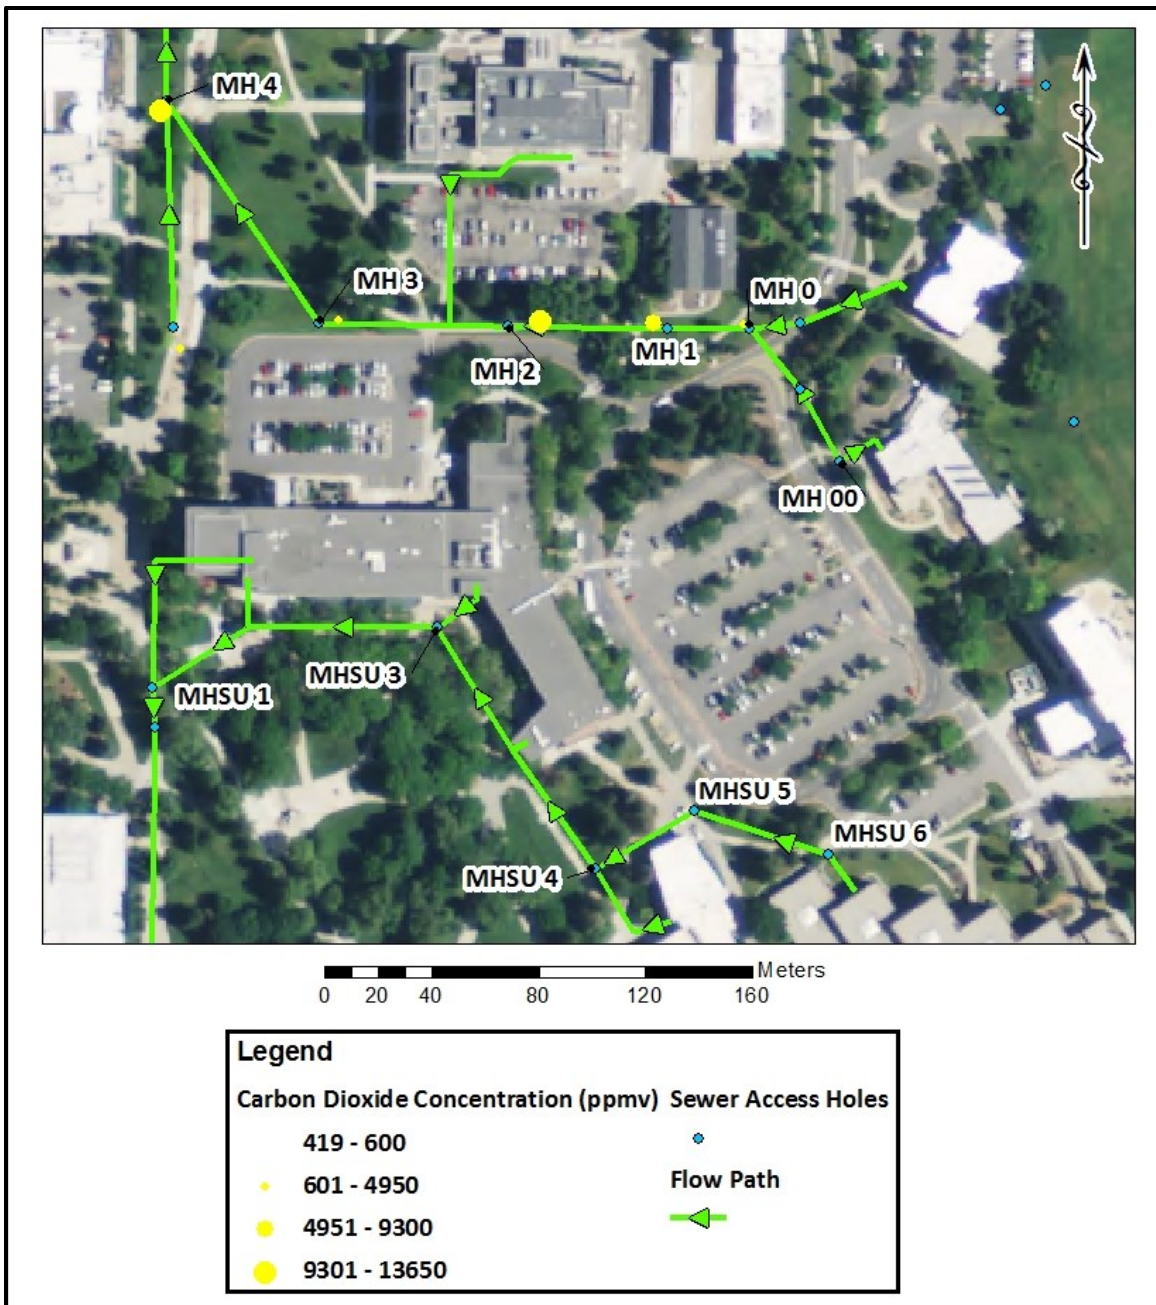 MH 4
MH 3
MH 0
MH 2
MH 1
MH 00
MHSU 3
MHSU 1
MHSU 5
MHSU 6
MHSU 4
Meters
0 20 40 80 120 160
Legend
Carbon Dioxide Concentration (ppmv) Sewer Access Holes
419 - 600
601 - 4950
Flow Path
4951 - 9300
9301 - 13650